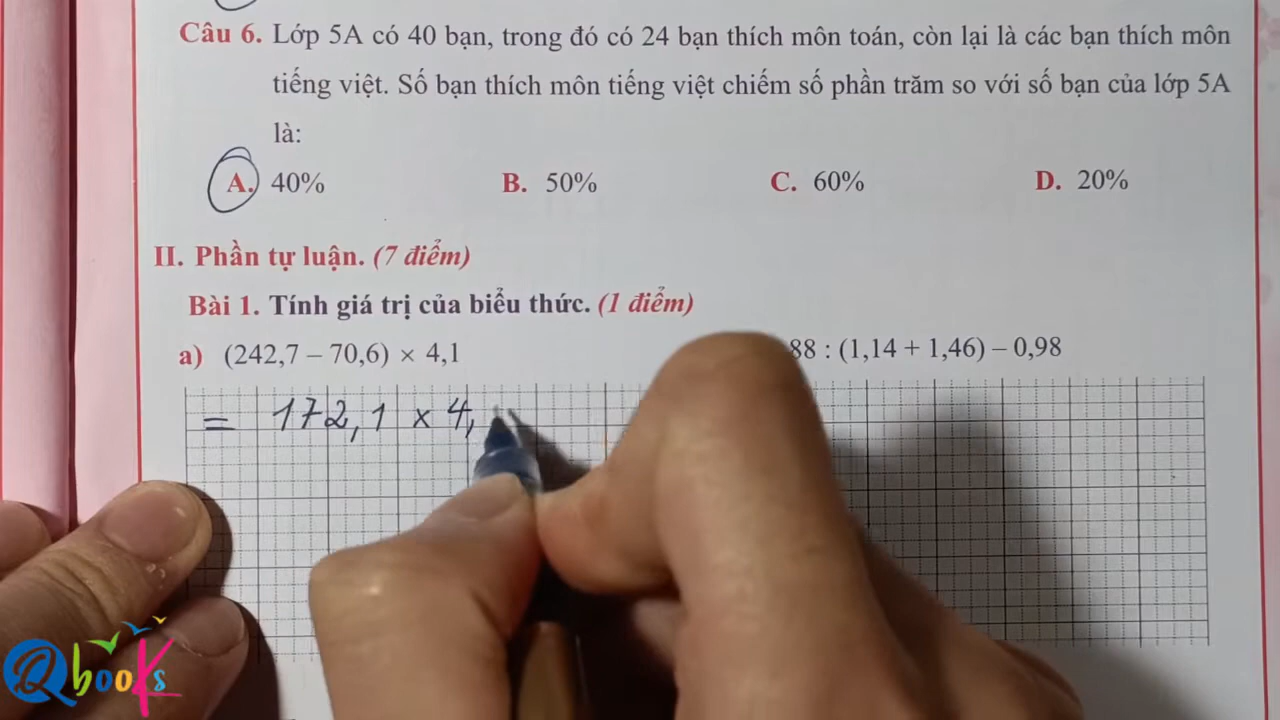 Câu 6. Lớp 5A có 40 bạn, trong đó có 24 bạn thích môn toán, còn lại là các bạn thích môn
tiếng việt. Số bạn thích môn tiếng việt chiếm số phần trăm so với số bạn của lớp 5A
là:
A. 40% B. 50% C. 60% D. 20%
II. Phần tự luận. (7 điểm)
Bài 1. Tính giá trị của biểu thức. (1 điểm)
a) (242,7 – 70,6) × 4,1 88 : (1,14 + 1,46) – 0,98
= 172,1 × 4,
Qbooks